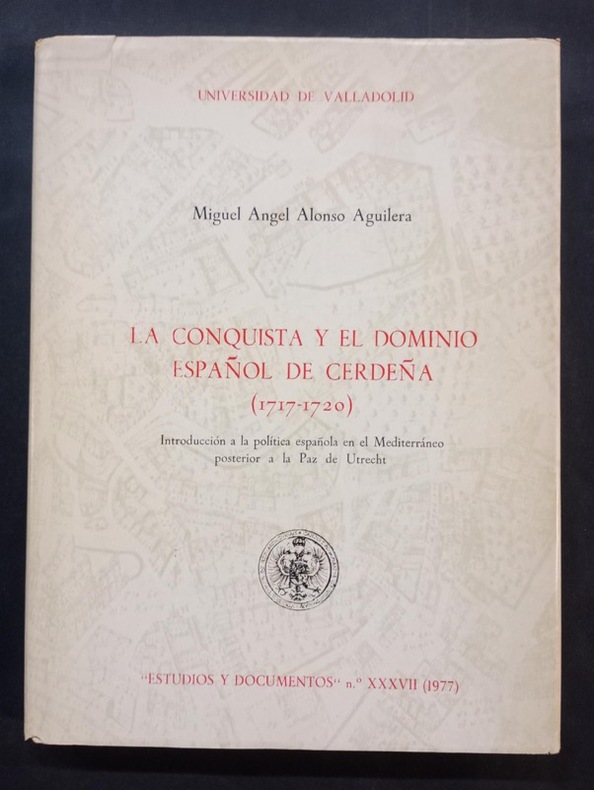 UNIVERSIDAD DE VALLADOLID
Miguel Angel Alonso Aguilera
LA CONQUISTA Y EL DOMINIO
ESPAÑOL DE CERDEÑA
(1717-1720)
Introducción a la política española en el Mediterráneo
posterior a la Paz de Utrecht
"ESTUDIOS Y DOCUMENTOS" n.º XXXVII (1977)